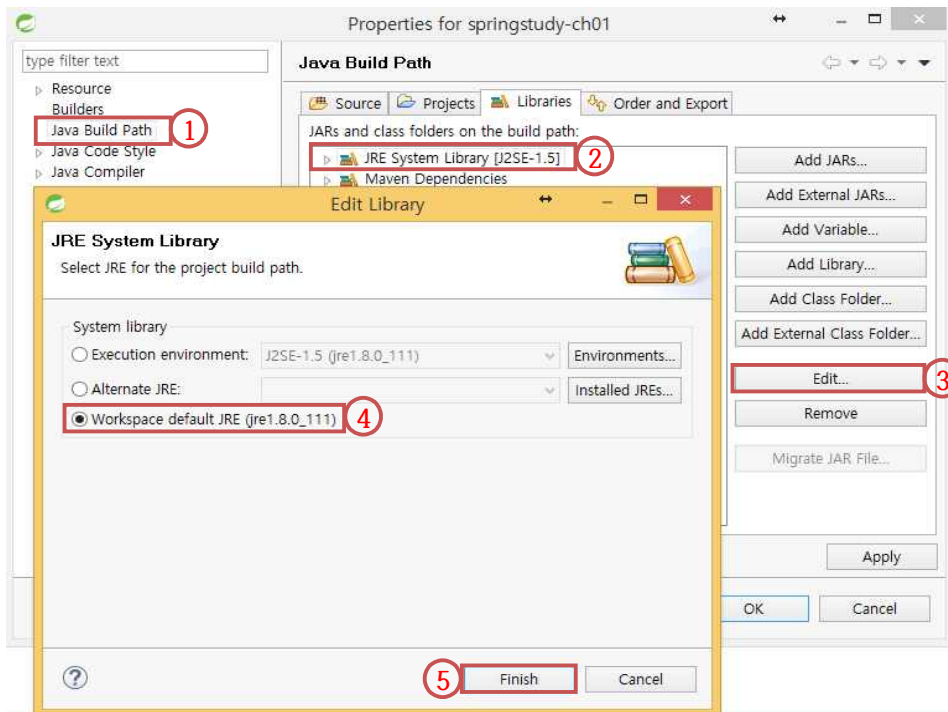 Properties for springstudy-ch01
type filter text
Resource
Builders
Java Build Path
1
Java Code Style
Java Compiler
Java Build Path
Source
Projects
Libraries
Order and Export
JARs and class folders on the build path:
JRE System Library [J2SE-1.5]
2
Maven Dependencies
Add JARs...
Add External JARs...
Add Variable...
Add Library...
Add Class Folder...
Add External Class Folder...
Edit...
3
Remove
Migrate JAR File...
Apply
OK
Cancel
Edit Library
JRE System Library
Select JRE for the project build path.
System library
Execution environment:
J2SE-1.5 (jre1.8.0_111)
Environments...
Alternate JRE:
Installed JREs...
Workspace default JRE (jre1.8.0_111)
4
?
5
Finish
Cancel